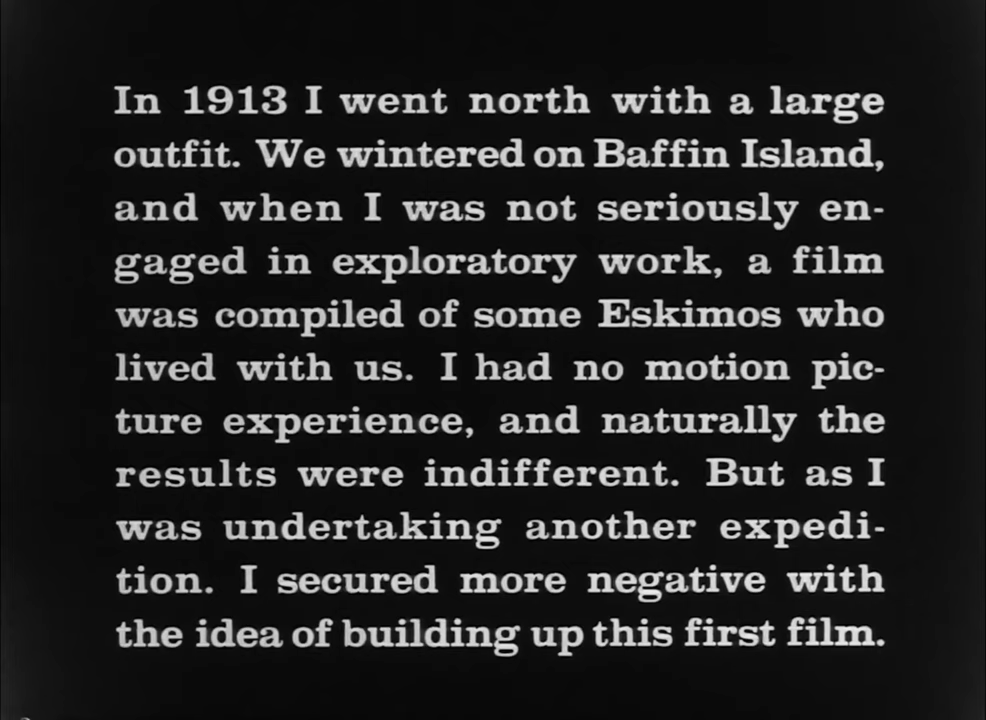 In 1913 I went north with a large
outfit. We wintered on Baffin Island,
and when I was not seriously en-
gaged in exploratory work, a film
was compiled of some Eskimos who
lived with us. I had no motion pic-
ture experience, and naturally the
results were indifferent. But as I
was undertaking another expedi-
tion. I secured more negative with
the idea of building up this first film.